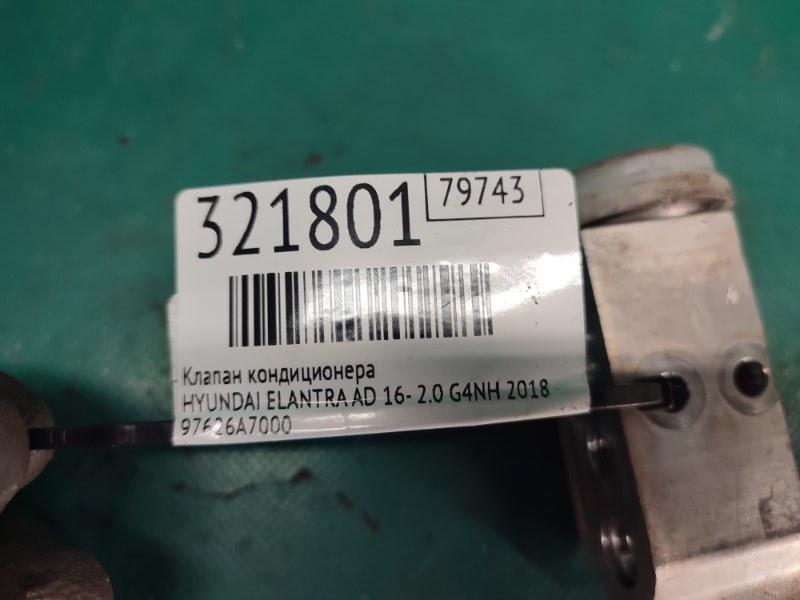 321801
79743
Клапан кондиционера
HYUNDAI ELANTRA AD 16- 2.0 G4NH 2018
97626A7000